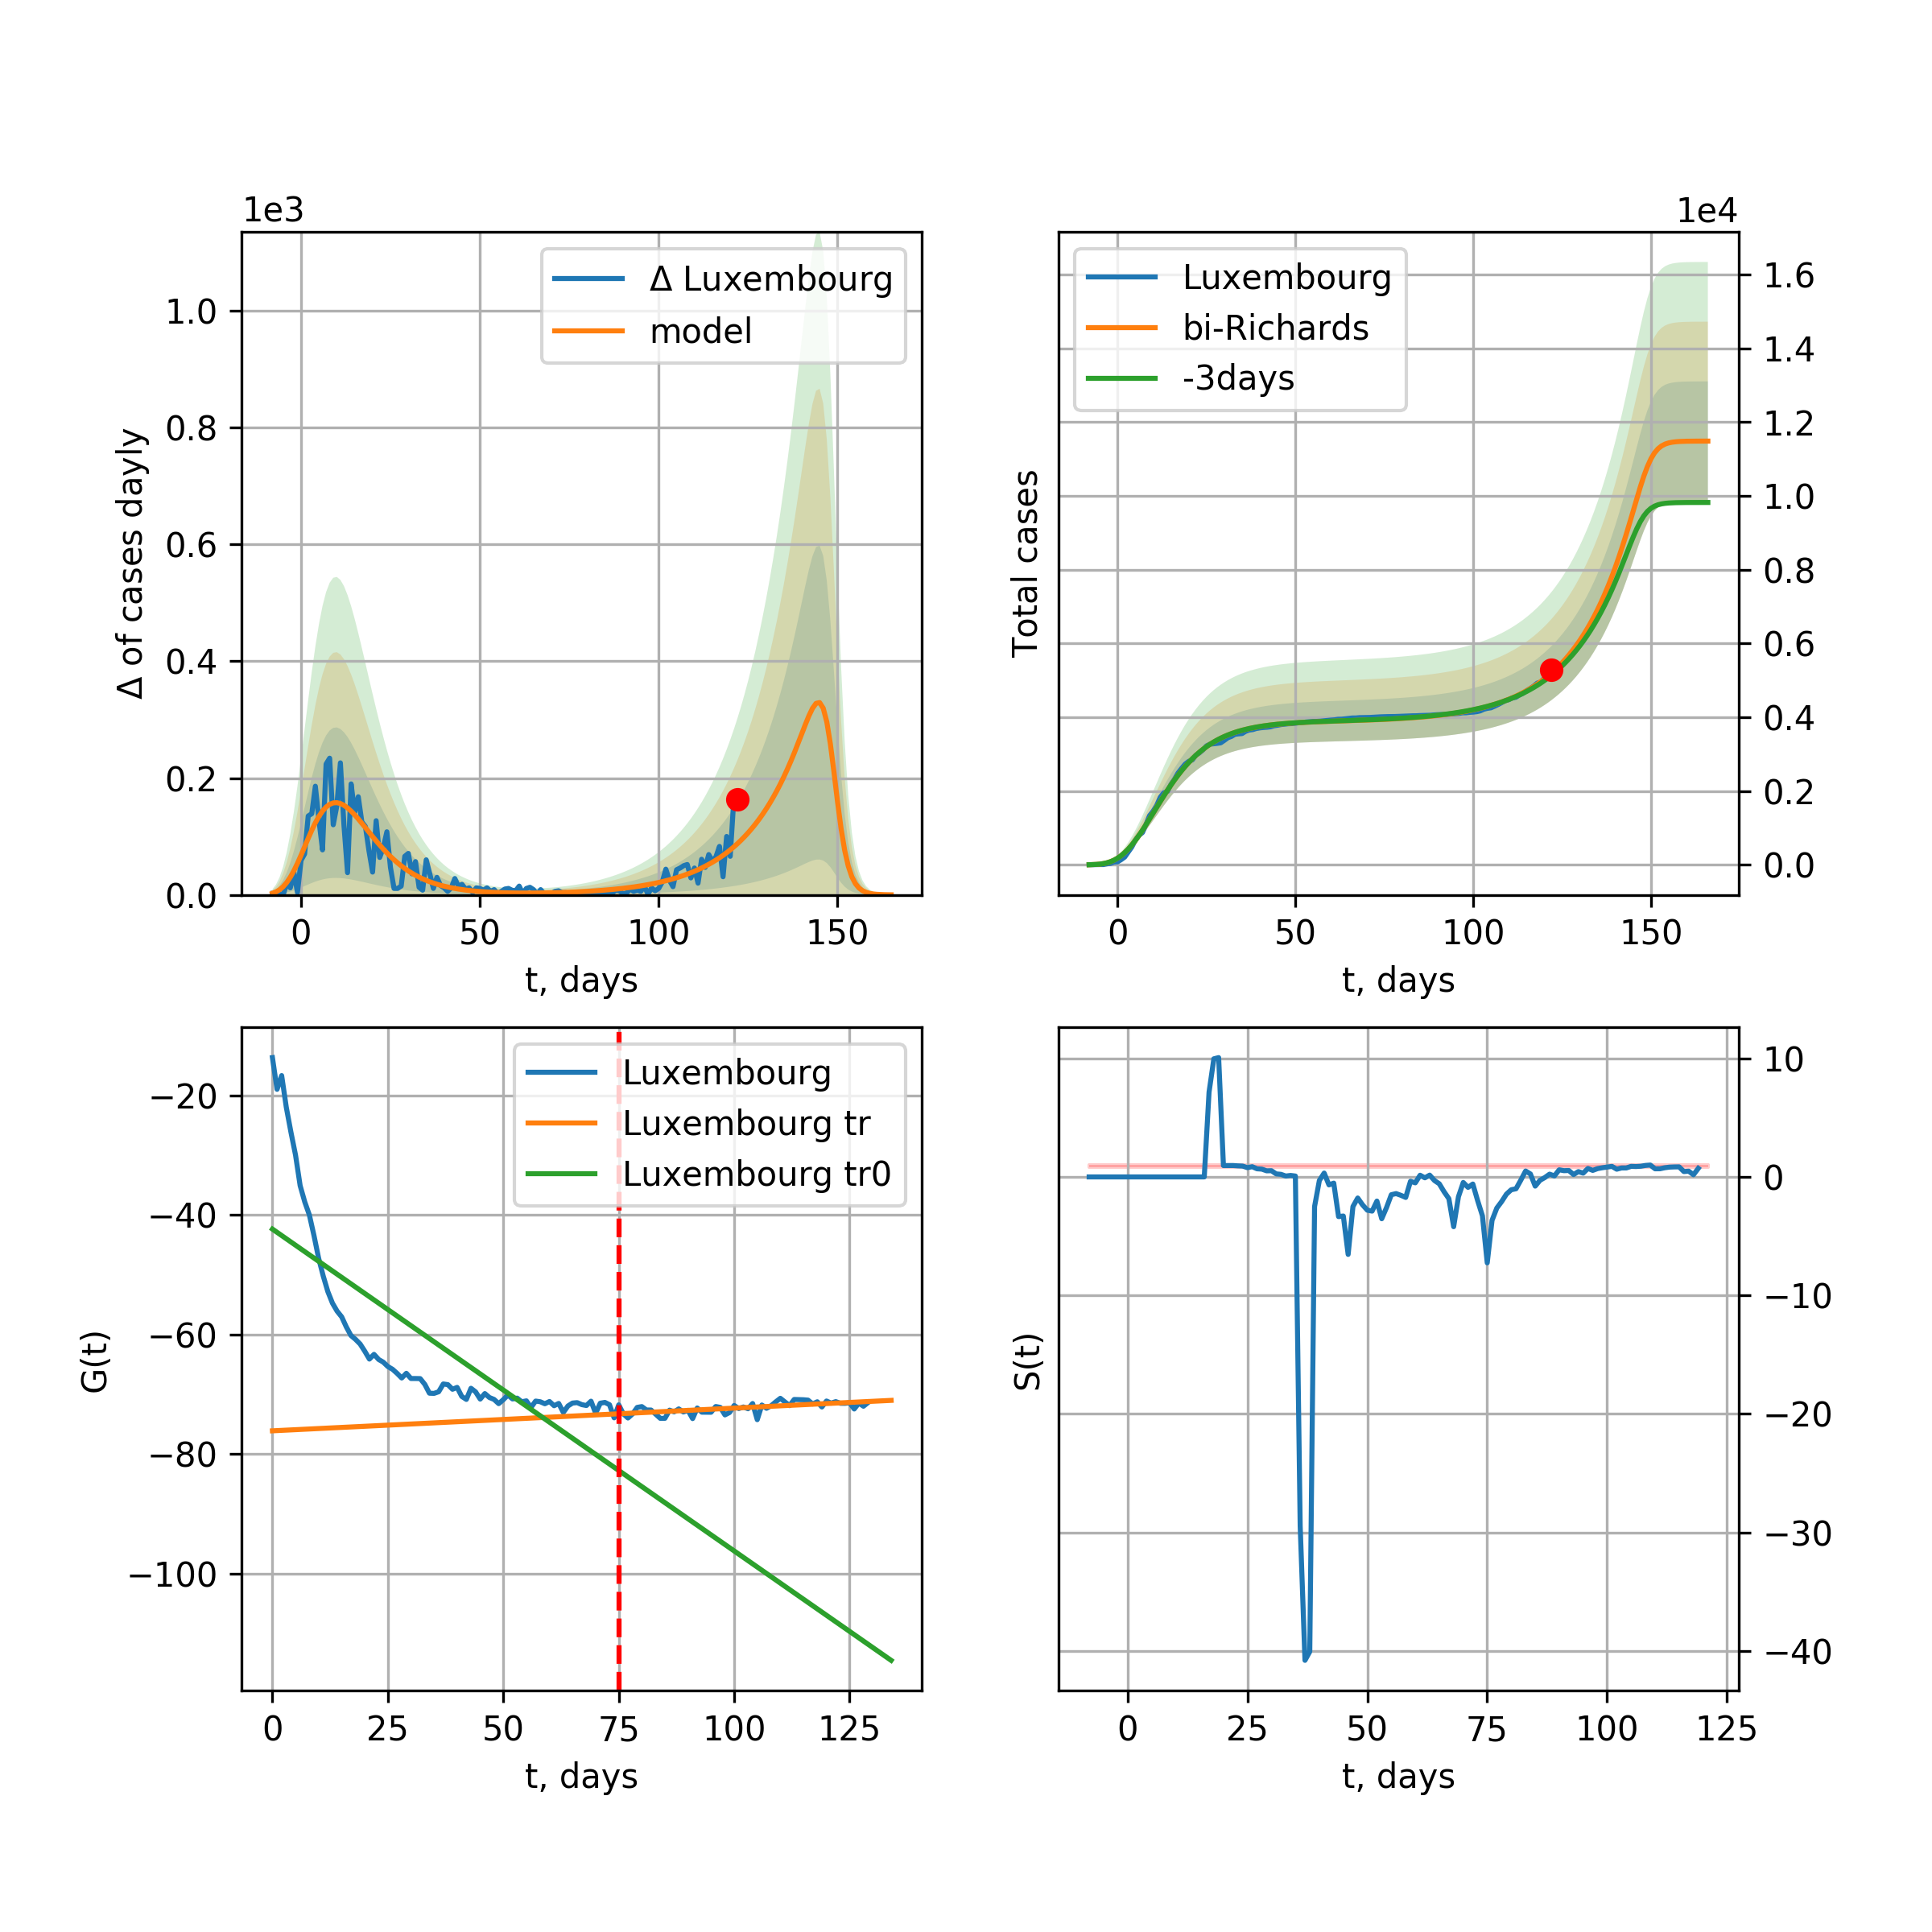 1e3
Δ Luxembourg
model
1.0
0.8
0.6
0.4
0.2
0.0
Δ of cases dayly
0
50
100
150
t, days
1e4
Luxembourg
bi-Richards
-3days
1.6
1.4
1.2
1.0
0.8
0.6
0.4
0.2
0.0
Total cases
0
50
100
150
t, days
Luxembourg
Luxembourg tr
Luxembourg tr0
−20
−40
−60
−80
−100
G(t)
0
25
50
75
100
125
t, days
10
0
−10
−20
−30
−40
S(t)
0
25
50
75
100
125
t, days